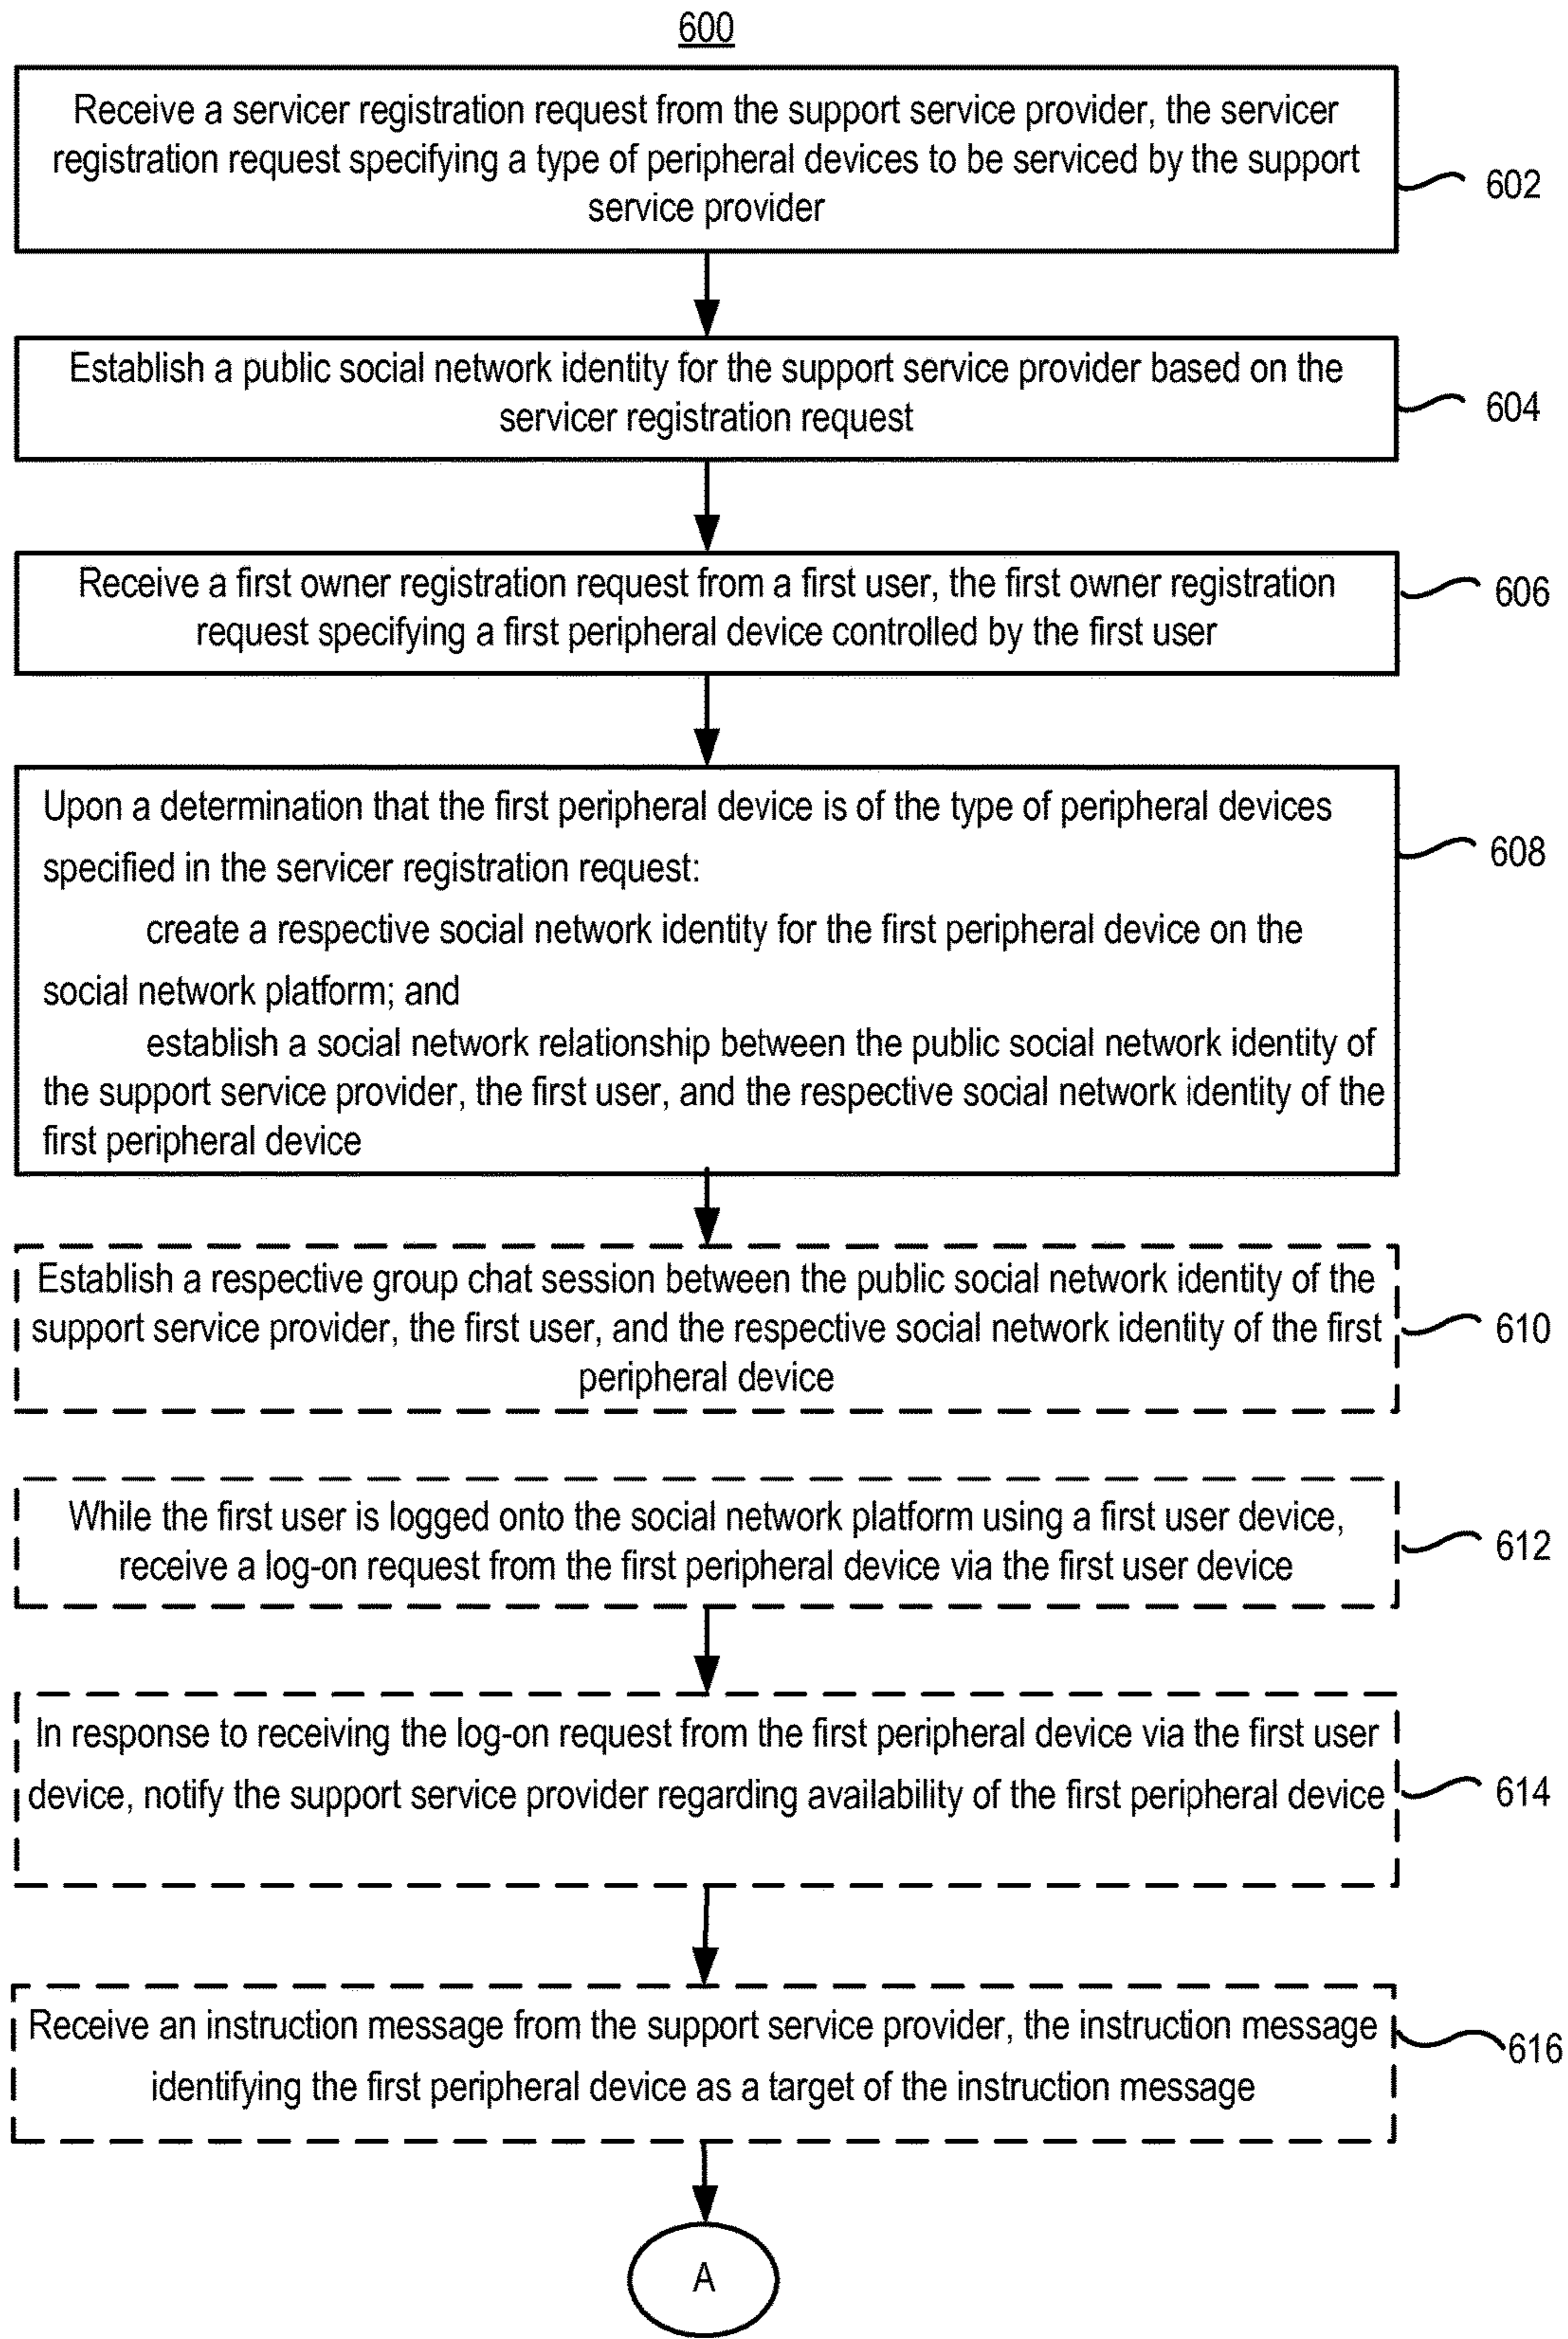 600
Receive a servicer registration request from the support service provider, the servicer
registration request specifying a type of peripheral devices to be serviced by the support
service provider
602
Establish a public social network identity for the support service provider based on the
servicer registration request
604
Receive a first owner registration request from a first user, the first owner registration
request specifying a first peripheral device controlled by the first user
606
Upon a determination that the first peripheral device is of the type of peripheral devices
specified in the servicer registration request:
create a respective social network identity for the first peripheral device on the
social network platform; and
establish a social network relationship between the public social network identity of
the support service provider, the first user, and the respective social network identity of the
first peripheral device
608
Establish a respective group chat session between the public social network identity of the
support service provider, the first user, and the respective social network identity of the first
peripheral device
610
While the first user is logged onto the social network platform using a first user device,
receive a log-on request from the first peripheral device via the first user device
612
In response to receiving the log-on request from the first peripheral device via the first user
device, notify the support service provider regarding availability of the first peripheral device
614
Receive an instruction message from the support service provider, the instruction message
identifying the first peripheral device as a target of the instruction message
616
A